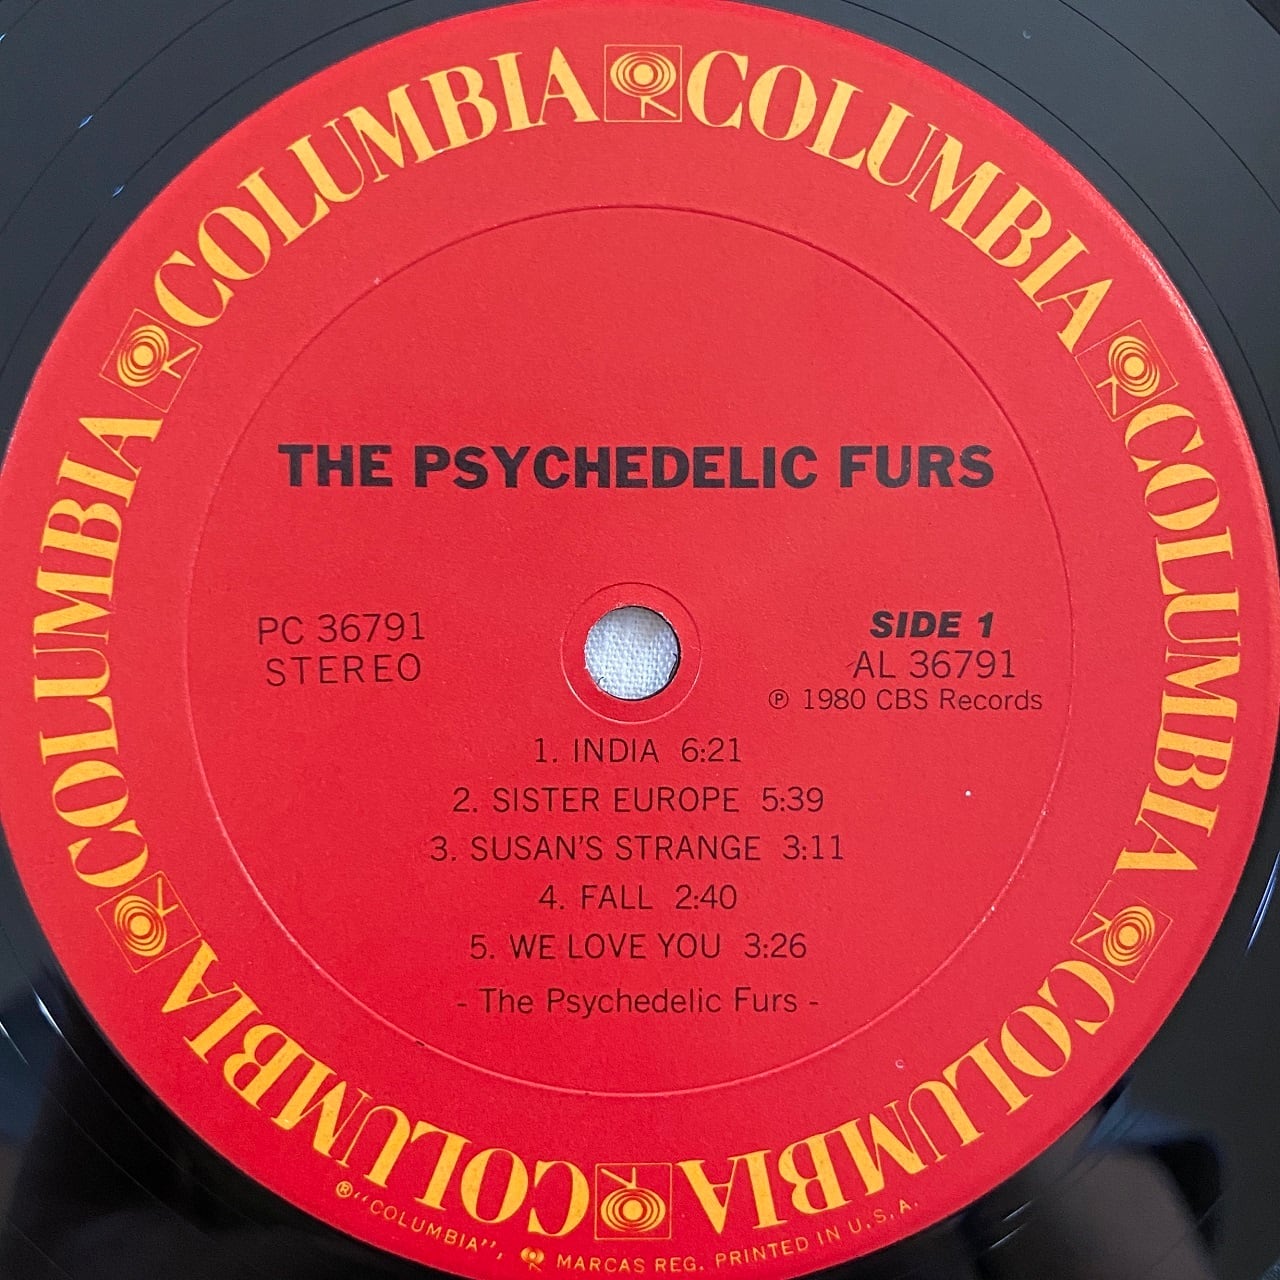 COLUMBIA COLUMBIA COLUMBIA COLUMBIA COLUMBIA COLUMBIA
THE PSYCHEDELIC FURS
PC 36791
STEREO
SIDE 1
AL 36791
℗ 1980 CBS Records
1. INDIA 6:21
2. SISTER EUROPE 5:39
3. SUSAN'S STRANGE 3:11
4. FALL 2:40
5. WE LOVE YOU 3:26
- The Psychedelic Furs -
® "COLUMBIA", MARCAS REG. PRINTED IN U.S.A.